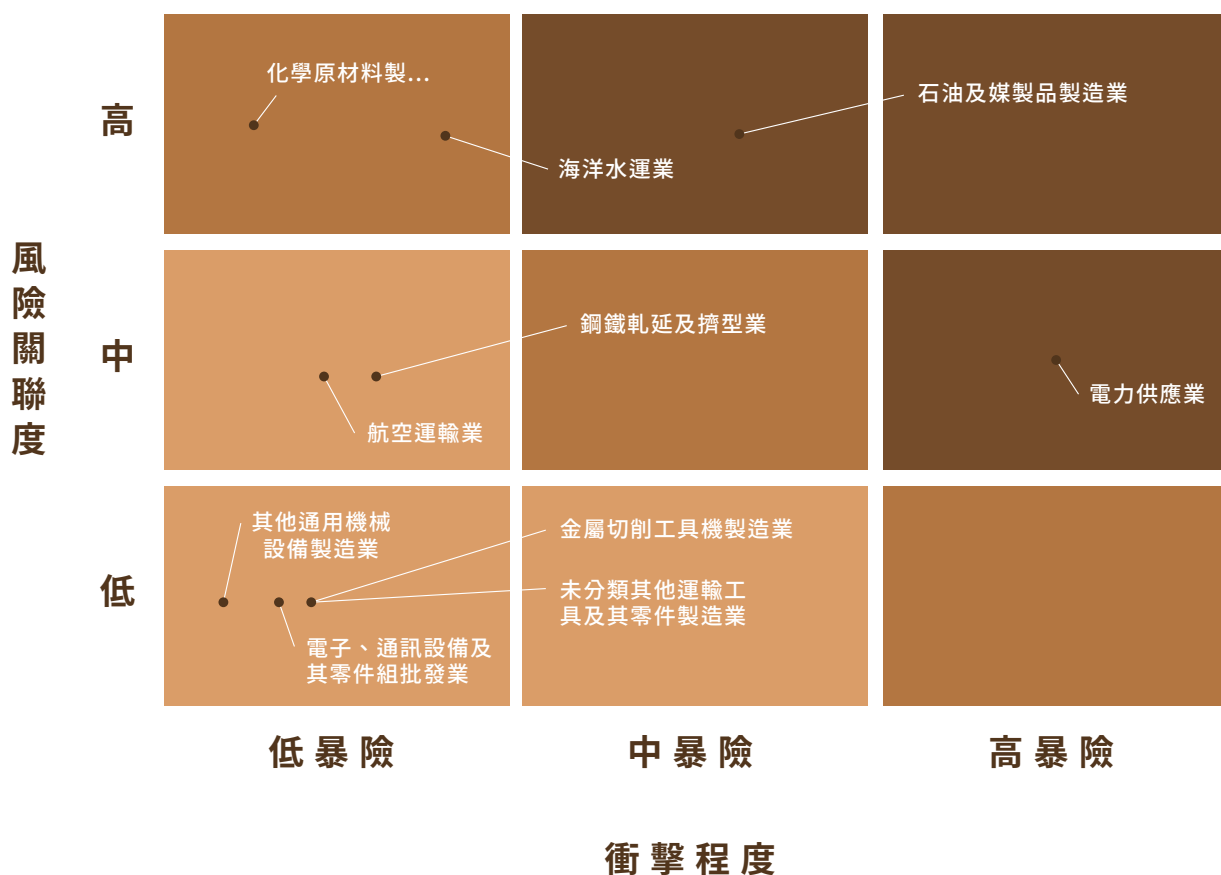 風險關聯度
高
化學原材料製...
海洋水運業
石油及媒製品製造業
中
鋼鐵軋延及擠型業
航空運輸業
電力供應業
低
其他通用機械
設備製造業
電子、通訊設備及
其零件組批發業
金屬切削工具機製造業
未分類其他運輸工
具及其零件製造業
低暴險
中暴險
高暴險
衝擊程度